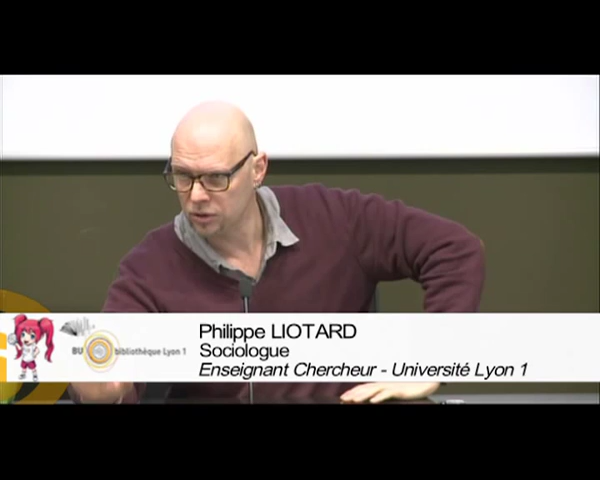 Philippe LIOTARD
Sociologue
Enseignant Chercheur - Université Lyon 1
BU bibliothèque Lyon 1